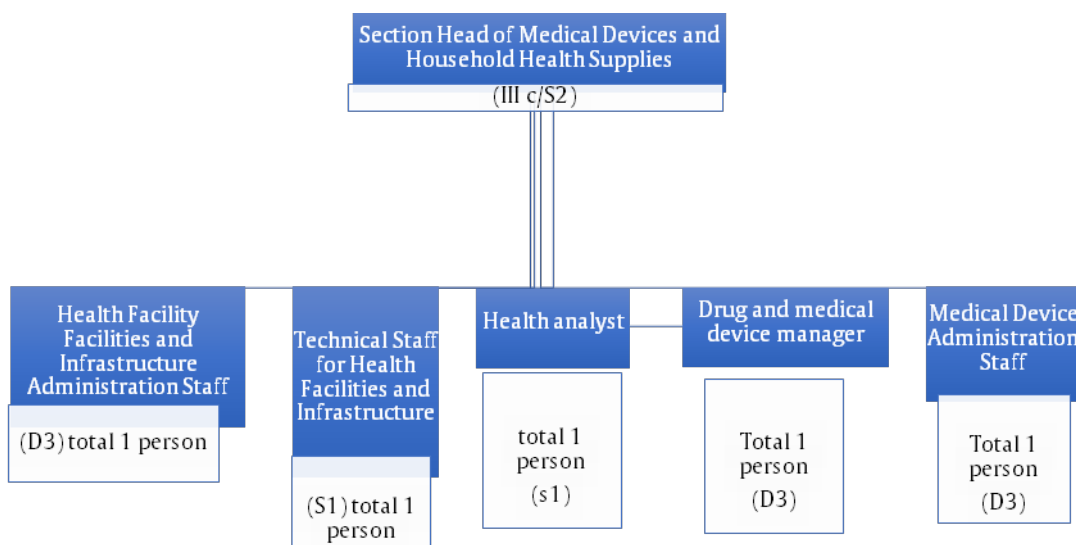 Section Head of Medical Devices and
Household Health Supplies
(III c/S2)
Health Facility
Facilities and
Infrastructure
Administration Staff
(D3) total 1 person
Technical Staff
for Health
Facilities and
Infrastructure
(S1) total 1
person
Health analyst
total 1
person
(s1)
Drug and medical
device manager
Total 1
person
(D3)
Medical Device
Administration
Staff
Total 1
person
(D3)